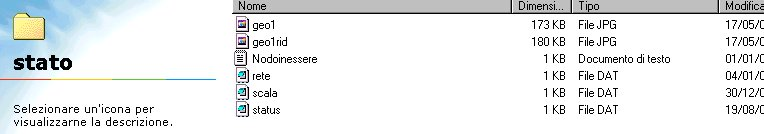 stato
Selezionare un'icona per
visualizzarne la descrizione.
Nome Dimensi... Tipo Modifica
geo1 173 KB File JPG 17/05/0
geo1rid 180 KB File JPG 17/05/0
Nodoinessere 1 KB Documento di testo 01/01/0
rete 1 KB File DAT 04/01/0
scala 1 KB File DAT 30/12/0
status 1 KB File DAT 19/08/0